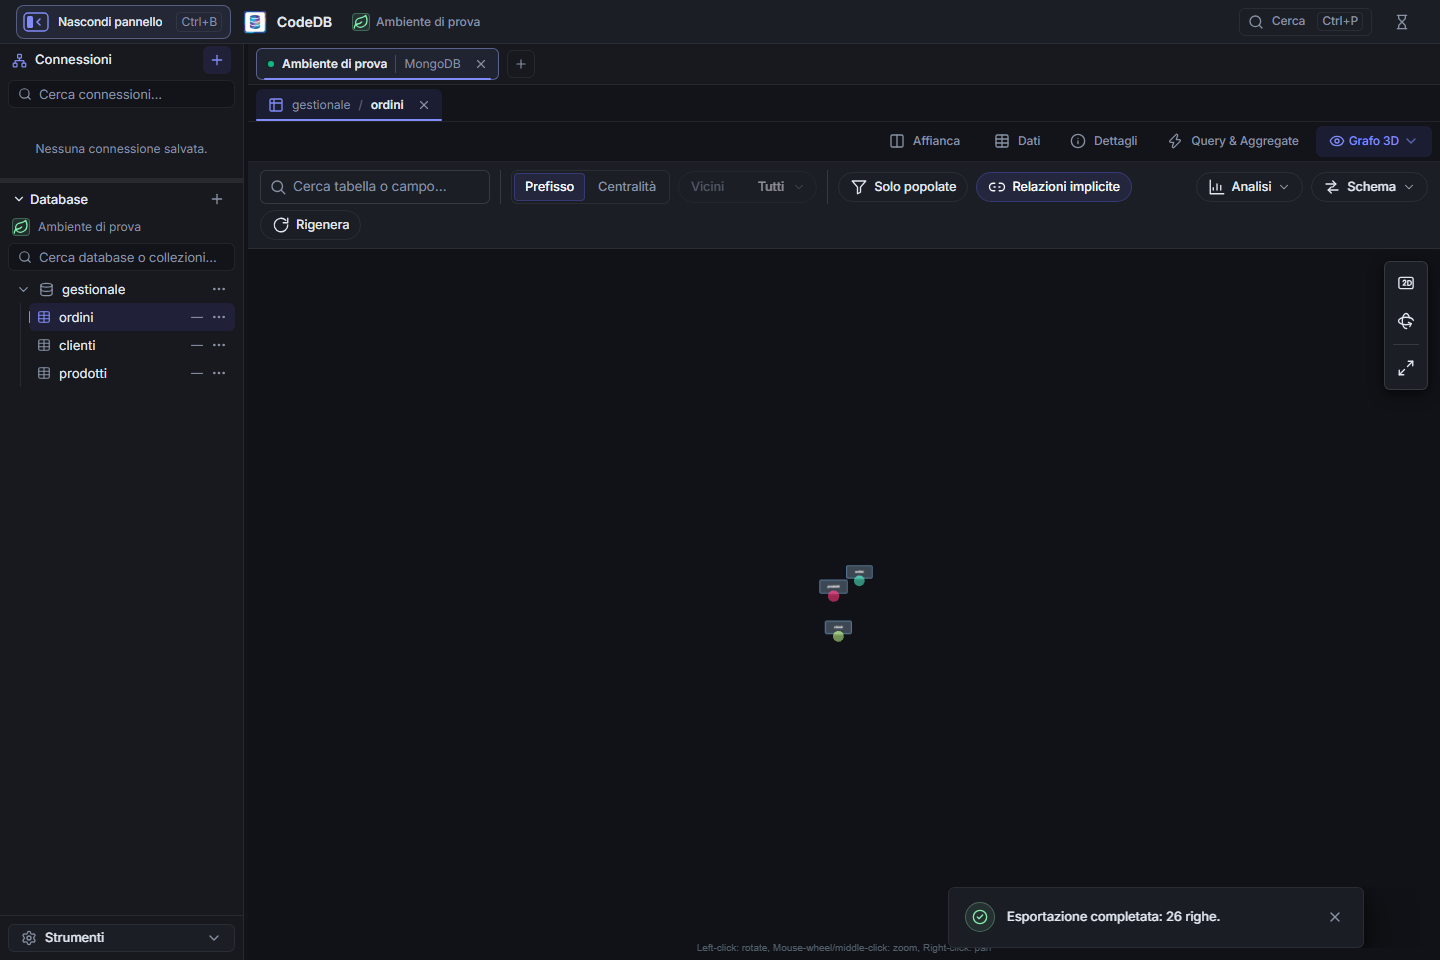 Nascondi pannello Ctrl+B CodeDB Ambiente di prova Cerca Ctrl+P
Connessioni
Cerca connessioni...
Nessuna connessione salvata.
Database
Ambiente di prova
Cerca database o collezioni...
gestionale
ordini
clienti
prodotti
Strumenti
Ambiente di prova MongoDB
gestionale / ordini
Affianca Dati Dettagli Query & Aggregate Grafo 3D
Cerca tabella o campo... Prefisso Centralità Vicini Tutti Solo popolate Relazioni implicite Analisi Schema
Rigenera
2D
Esportazione completata: 26 righe.
Left-click: rotate, Mouse-wheel/middle-click: zoom, Right-click: pan